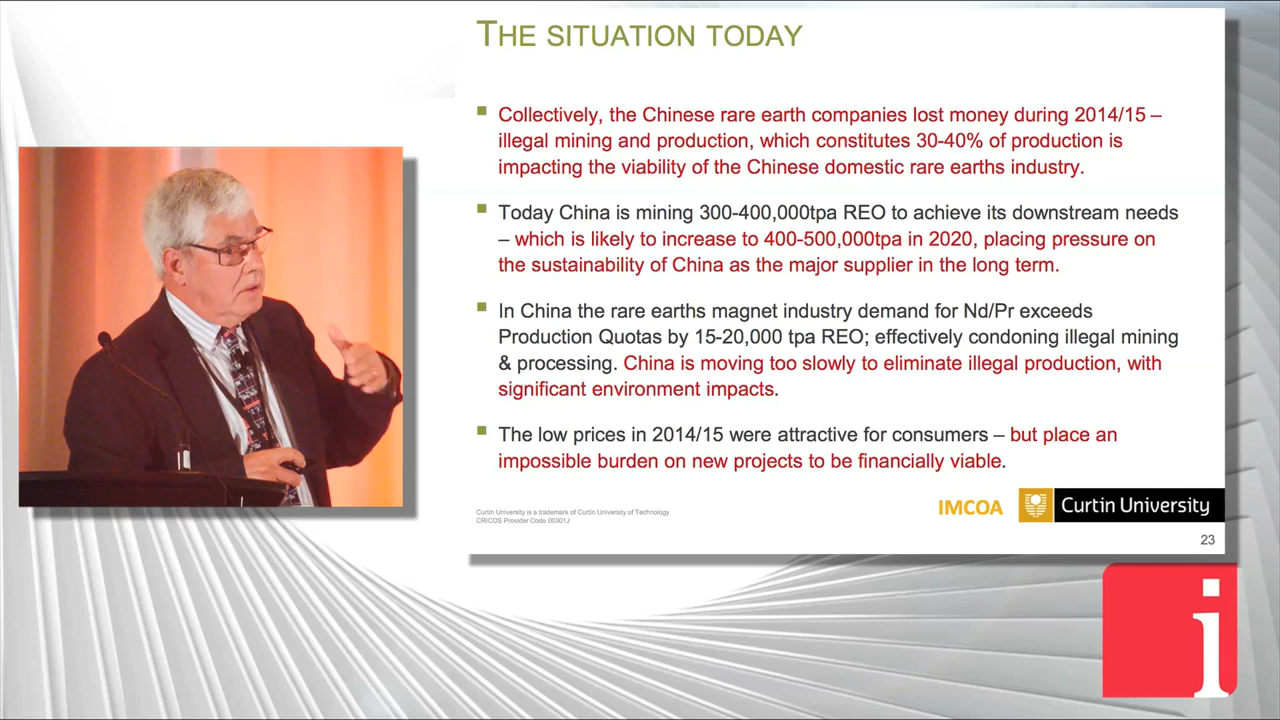 THE SITUATION TODAY
Collectively, the Chinese rare earth companies lost money during 2014/15 –
illegal mining and production, which constitutes 30-40% of production is
impacting the viability of the Chinese domestic rare earths industry.
Today China is mining 300-400,000tpa REO to achieve its downstream needs
– which is likely to increase to 400-500,000tpa in 2020, placing pressure on
the sustainability of China as the major supplier in the long term.
In China the rare earths magnet industry demand for Nd/Pr exceeds
Production Quotas by 15-20,000 tpa REO; effectively condoning illegal mining
& processing. China is moving too slowly to eliminate illegal production, with
significant environment impacts.
The low prices in 2014/15 were attractive for consumers – but place an
impossible burden on new projects to be financially viable.
Curtin University is a trademark of Curtin University of Technology
CRICOS Provider Code 00301J
IMCOA
Curtin University
23
i